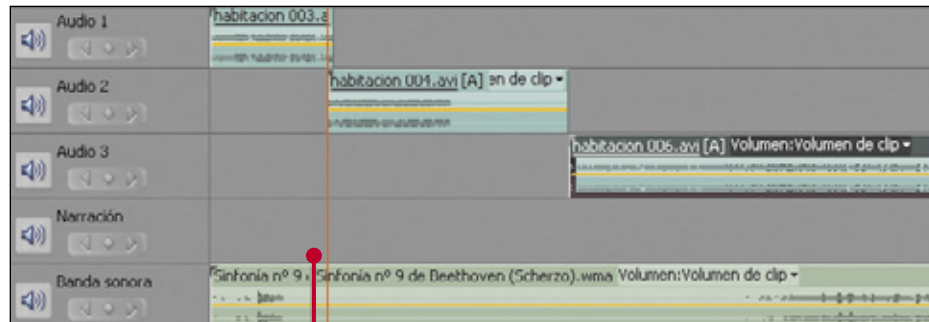 Audio 1
habitacion 003.a
Audio 2
habitacion 004.avi [A] en de clip
Audio 3
habitacion 006.avi [A] Volumen:Volumen de clip
Narración
Banda sonora
Sinfonía nº 9 Sinfonía nº 9 de Beethoven (Scherzo).wma Volumen:Volumen de clip